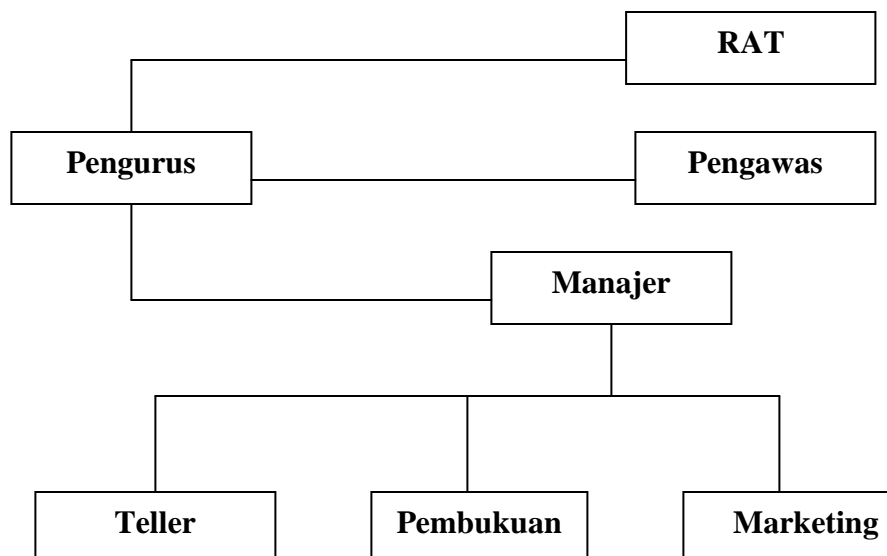 RAT
Pengurus
Pengawas
Manajer
Teller
Pembukuan
Marketing